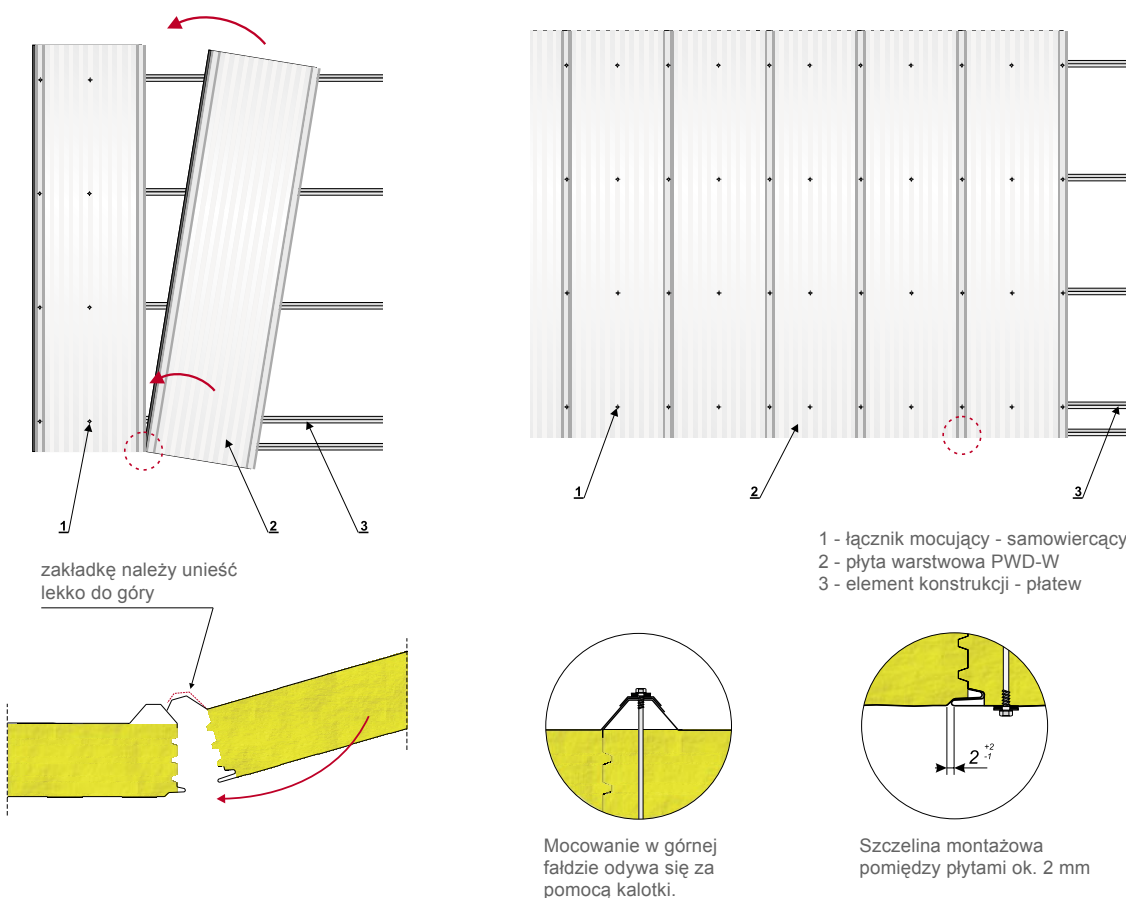 1
2
3
1
2
3
1 - łącznik mocujący - samowiercący
2 - płyta warstwowa PWD-W
3 - element konstrukcji - płatew
zakładkę należy unieść
lekko do góry
2 +2 -1
Mocowanie w górnej
fałdzie odywa się za
pomocą kalotki.
Szczelina montażowa
pomiędzy płytami ok. 2 mm